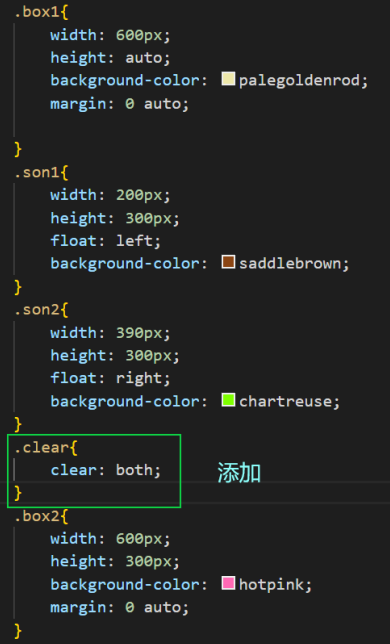 .box1{
width: 600px;
height: auto;
background-color: palegoldenrod;
margin: 0 auto;
}
.son1{
width: 200px;
height: 300px;
float: left;
background-color: saddlebrown;
}
.son2{
width: 390px;
height: 300px;
float: right;
background-color: chartreuse;
}
.clear{
clear: both; 添加
}
.box2{
width: 600px;
height: 300px;
background-color: hotpink;
margin: 0 auto;
}